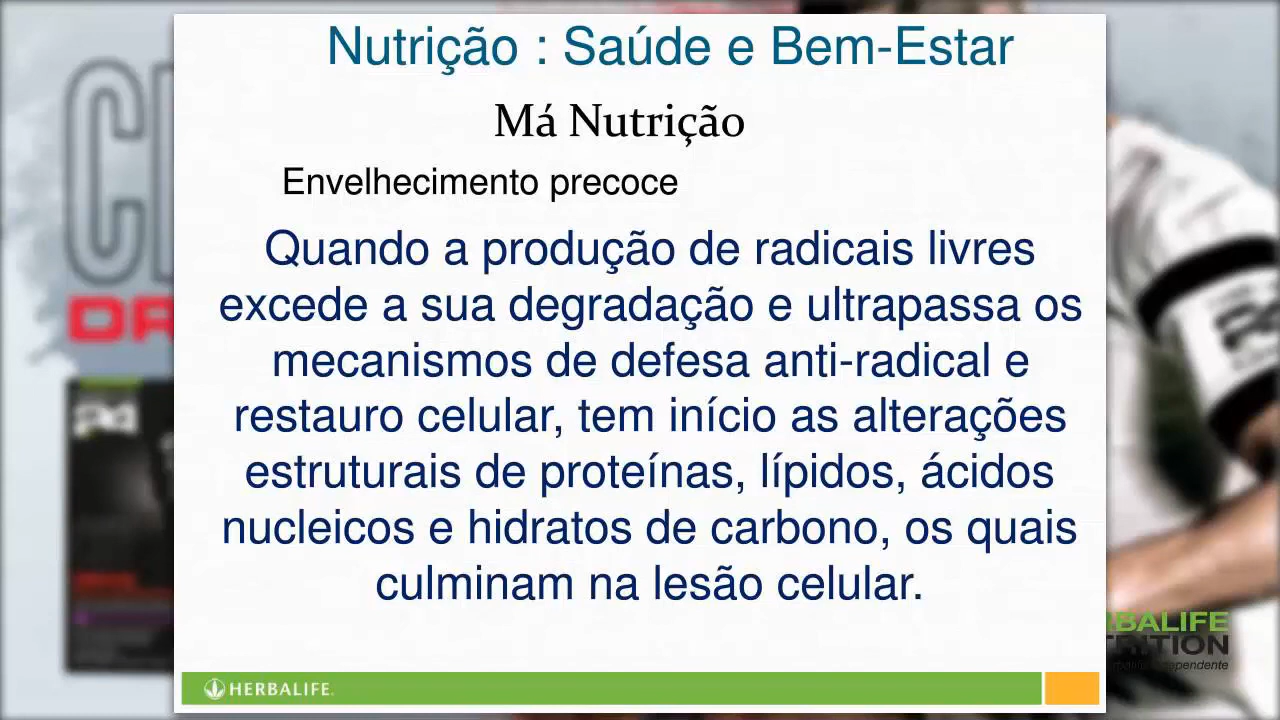 Nutrição : Saúde e Bem-Estar
Má Nutrição
Envelhecimento precoce
Quando a produção de radicais livres
excede a sua degradação e ultrapassa os
mecanismos de defesa anti-radical e
restauro celular, tem início as alterações
estruturais de proteínas, lípidos, ácidos
nucleicos e hidratos de carbono, os quais
culminam na lesão celular.
HERBALIFE